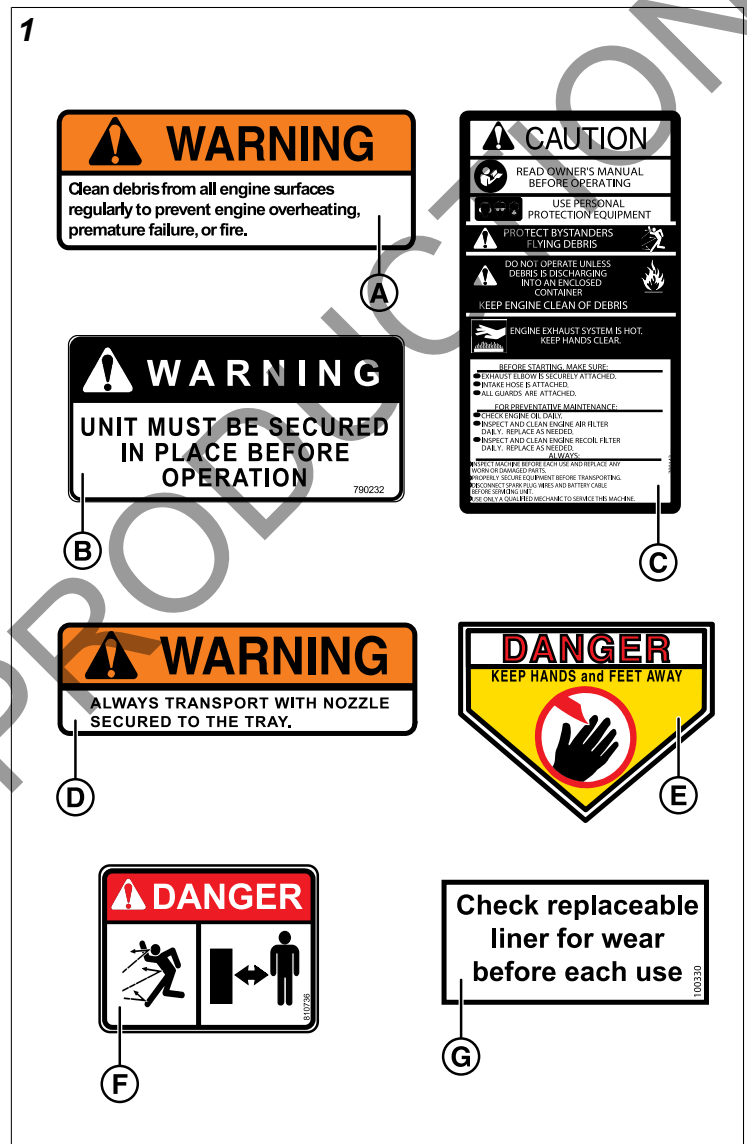 1
WARNING
Clean debris from all engine surfaces
regularly to prevent engine overheating,
premature failure, or fire.
A
CAUTION
READ OWNER'S MANUAL
BEFORE OPERATING
USE PERSONAL
PROTECTION EQUIPMENT
PROTECT BYSTANDERS
FLYING DEBRIS
DO NOT OPERATE UNLESS
DEBRIS IS DISCHARGING
INTO AN ENCLOSED
CONTAINER
KEEP ENGINE CLEAN OF DEBRIS
ENGINE EXHAUST SYSTEM IS HOT.
KEEP HANDS CLEAR.
BEFORE STARTING, MAKE SURE:
EXHAUST ELBOW IS SECURELY ATTACHED.
INTAKE HOSE IS ATTACHED.
ALL GUARDS ARE ATTACHED.
FOR PREVENTATIVE MAINTENANCE:
CHECK ENGINE OIL DAILY.
INSPECT AND CLEAN ENGINE AIR FILTER
DAILY. REPLACE AS NEEDED.
INSPECT AND CLEAN ENGINE RECOIL FILTER
DAILY. REPLACE AS NEEDED.
ALWAYS:
INSPECT MACHINE BEFORE EACH USE AND REPLACE ANY
WORN OR DAMAGED PARTS.
PROPERLY SECURE EQUIPMENT BEFORE TRANSPORTING.
DISCONNECT SPARK PLUG WIRES AND BATTERY CABLE
BEFORE SERVICING UNIT.
USE ONLY A QUALIFIED MECHANIC TO SERVICE THIS MACHINE.
C
WARNING
UNIT MUST BE SECURED
IN PLACE BEFORE
OPERATION
790232
B
WARNING
ALWAYS TRANSPORT WITH NOZZLE
SECURED TO THE TRAY.
D
DANGER
KEEP HANDS and FEET AWAY
E
DANGER
810736
F
Check replaceable
liner for wear
before each use
100330
G
PRODUCTION